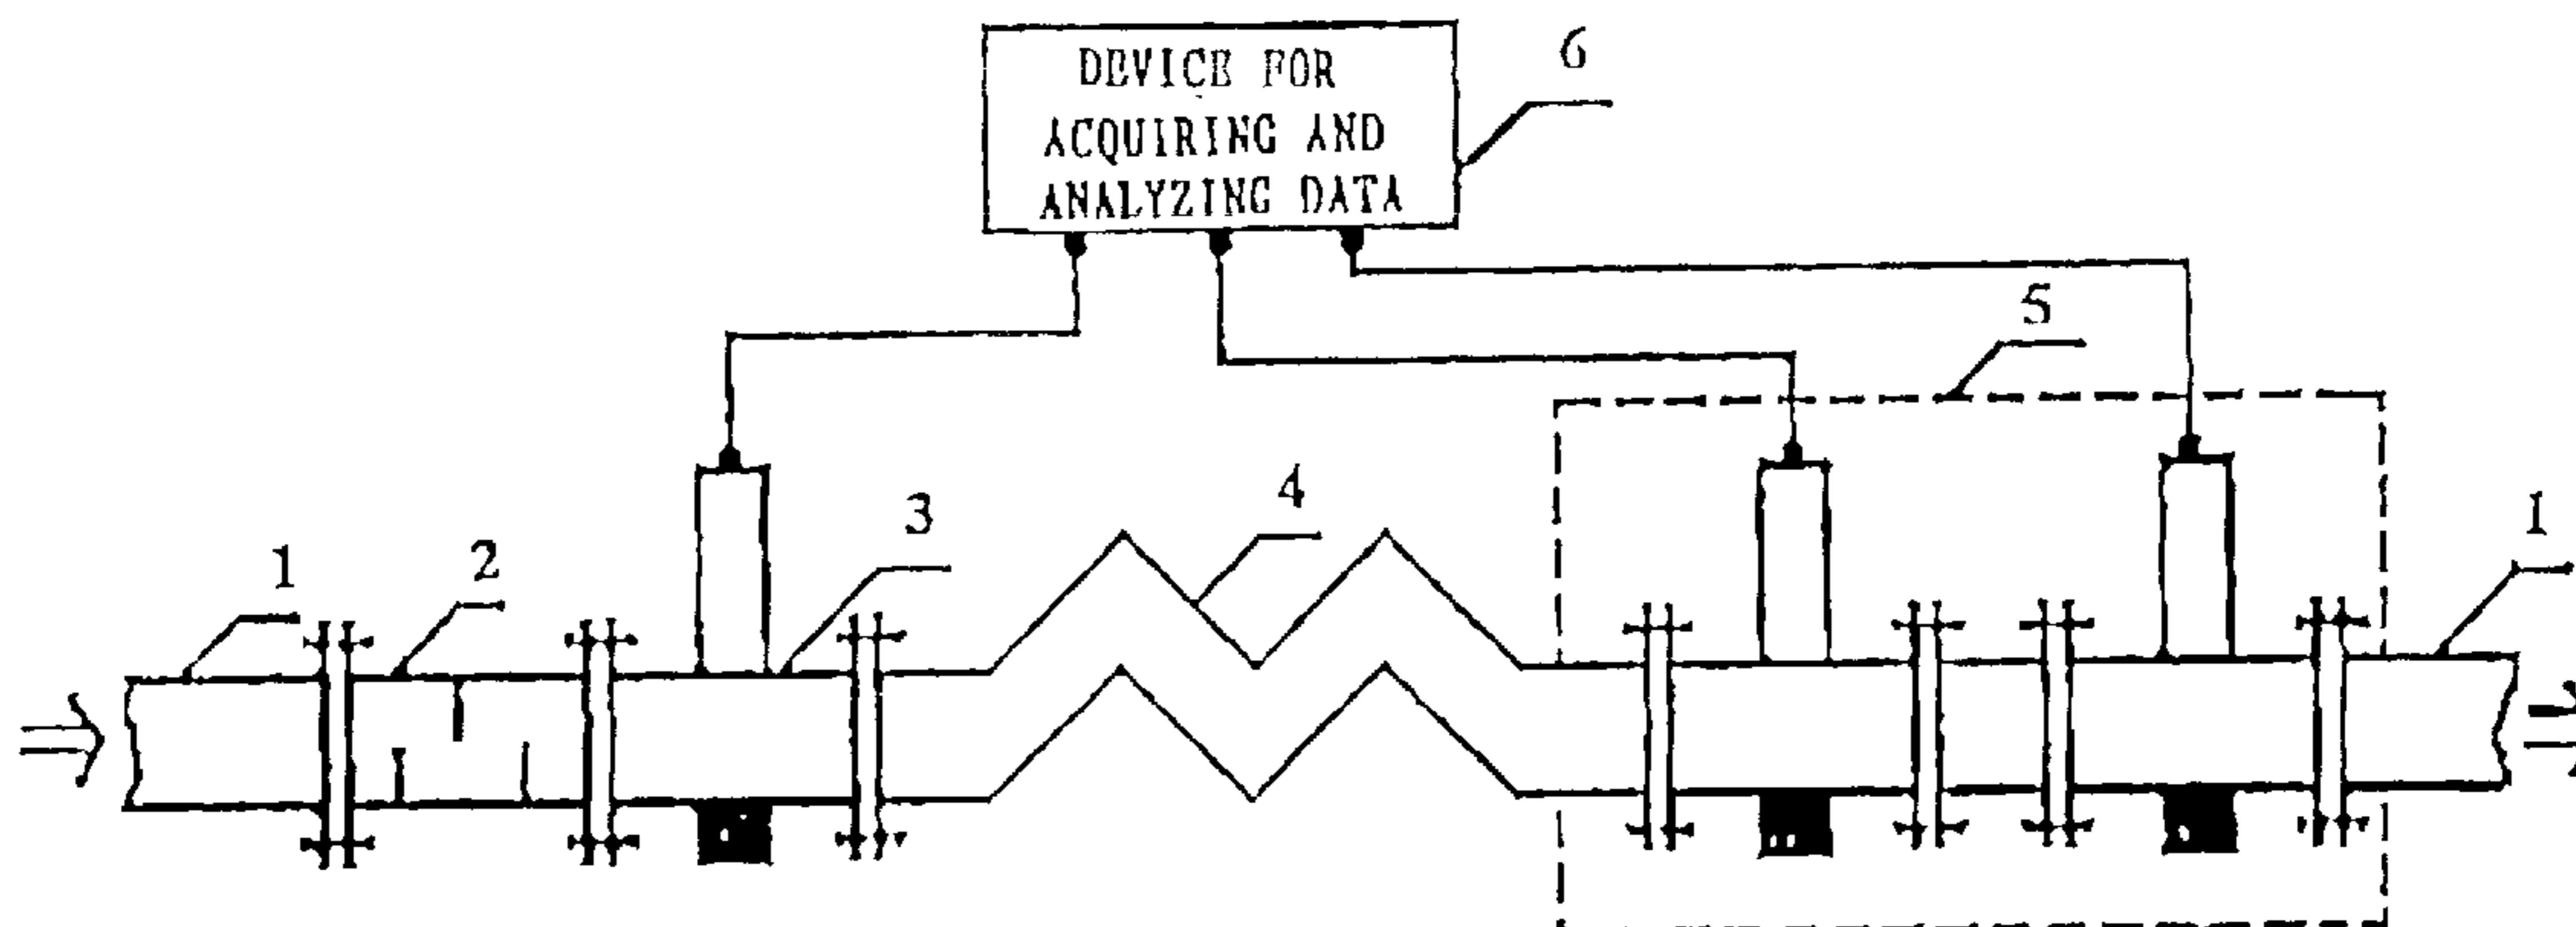 DEVICE FOR
ACQUIRING AND
ANALYZING DATA
6
5
4
3
2
1
1